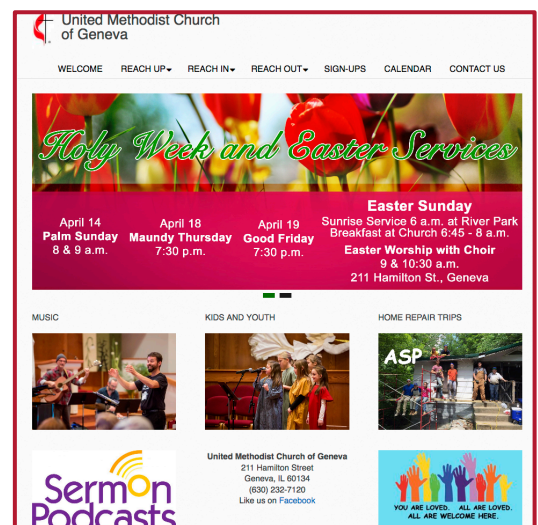 United Methodist Church
of Geneva
WELCOME REACH UP REACH IN REACH OUT SIGN-UPS CALENDAR CONTACT US
Holy Week and Easter Services
April 14
Palm Sunday
8 & 9 a.m.
April 18
Maundy Thursday
7:30 p.m.
April 19
Good Friday
7:30 p.m.
Easter Sunday
Sunrise Service 6 a.m. at River Park
Breakfast at Church 6:45 - 8 a.m.
Easter Worship with Choir
9 & 10:30 a.m.
211 Hamilton St., Geneva
MUSIC
KIDS AND YOUTH
HOME REPAIR TRIPS
ASP
Sermon
Podcasts
United Methodist Church of Geneva
211 Hamilton Street
Geneva, IL 60134
(630) 232-7120
Like us on Facebook
YOU ARE LOVED. ALL ARE LOVED.
ALL ARE WELCOME HERE.